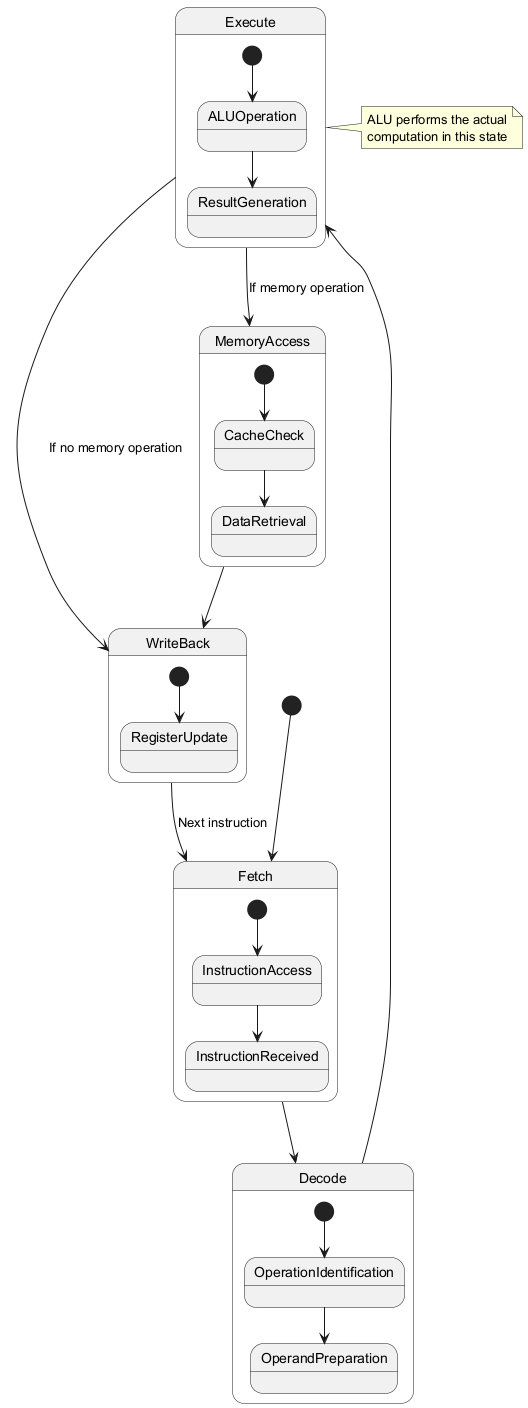 Execute
ALUOperation
ResultGeneration
ALU performs the actual
computation in this state
If memory operation
MemoryAccess
CacheCheck
DataRetrieval
If no memory operation
WriteBack
RegisterUpdate
Next instruction
Fetch
InstructionAccess
InstructionReceived
Decode
OperationIdentification
OperandPreparation